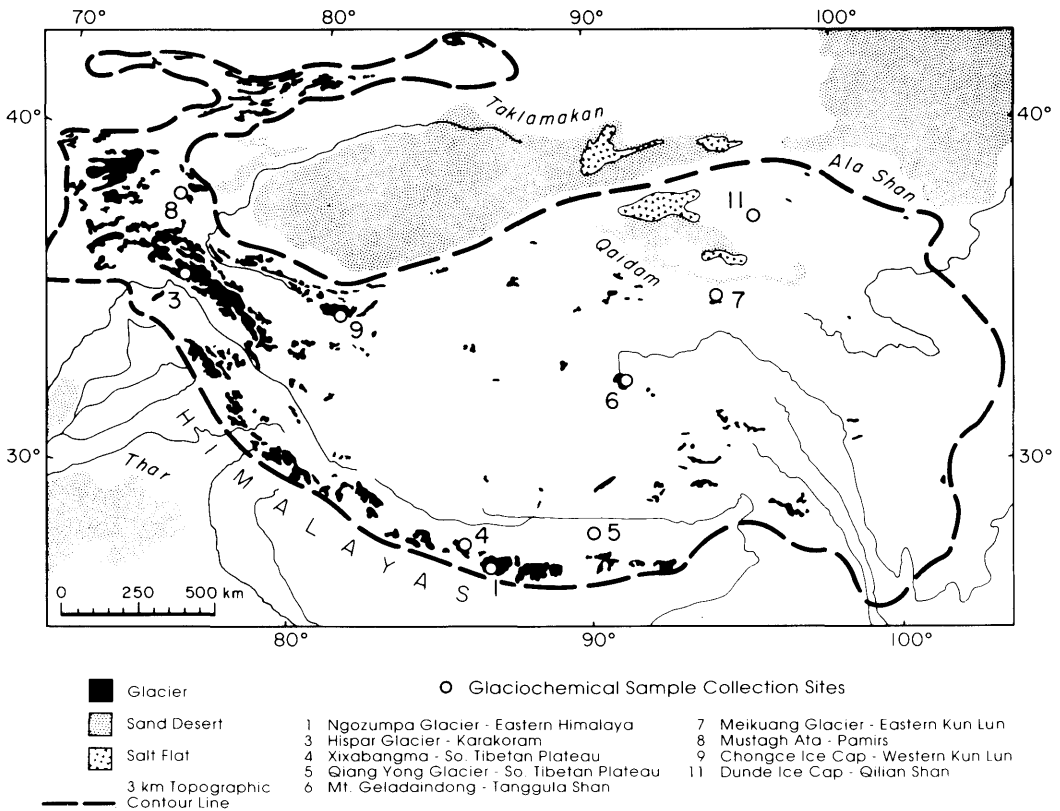 70° 80° 90° 100°
40° 40°
Taklamakan
Ala Shan
8
11
Qaidam
3
7
9
6
30° 30°
HIMALAYAS
Thar
4
5
1
0 250 500 km
80° 90° 100°
Glacier
Sand Desert
Salt Flat
3 km Topographic
Contour Line
Glaciochemical Sample Collection Sites
1 Ngozumpa Glacier - Eastern Himalaya
3 Hispar Glacier - Karakoram
4 Xixabangma - So. Tibetan Plateau
5 Qiang Yong Glacier - So. Tibetan Plateau
6 Mt. Geladaindong - Tanggula Shan
7 Meikuang Glacier - Eastern Kun Lun
8 Mustagh Ata - Pamirs
9 Chongce Ice Cap - Western Kun Lun
11 Dunde Ice Cap - Qilian Shan